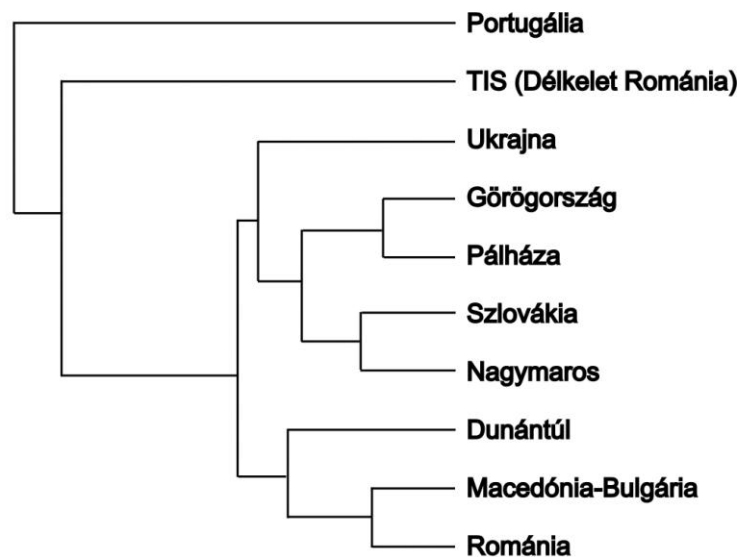 Portugália
TIS (Délkelet Románia)
Ukrajna
Görögország
Pálháza
Szlovákia
Nagymaros
Dunántúl
Macedónia-Bulgária
Románia